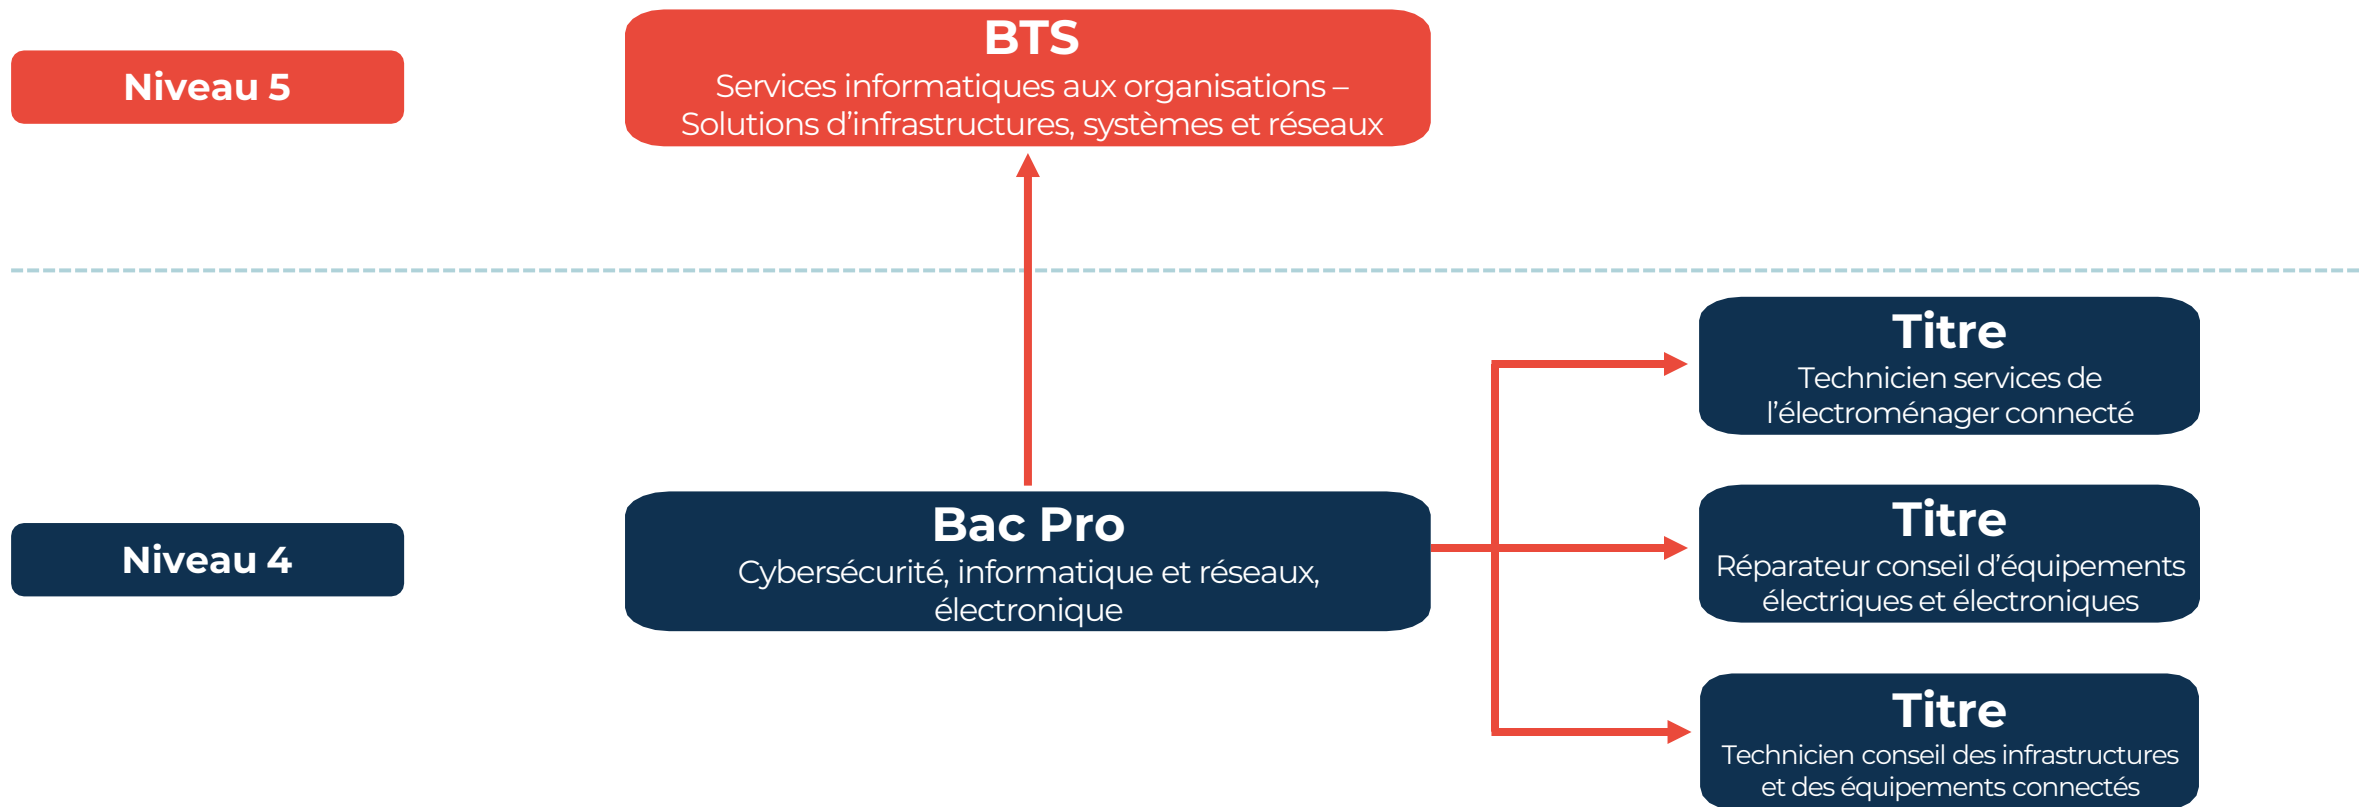 Niveau 5
BTS
Services informatiques aux organisations –
Solutions d’infrastructures, systèmes et réseaux
Titre
Technicien services de
l’électroménager connecté
Niveau 4
Bac Pro
Cybersécurité, informatique et réseaux,
électronique
Titre
Réparateur conseil d’équipements
électriques et électroniques
Titre
Technicien conseil des infrastructures
et des équipements connectés